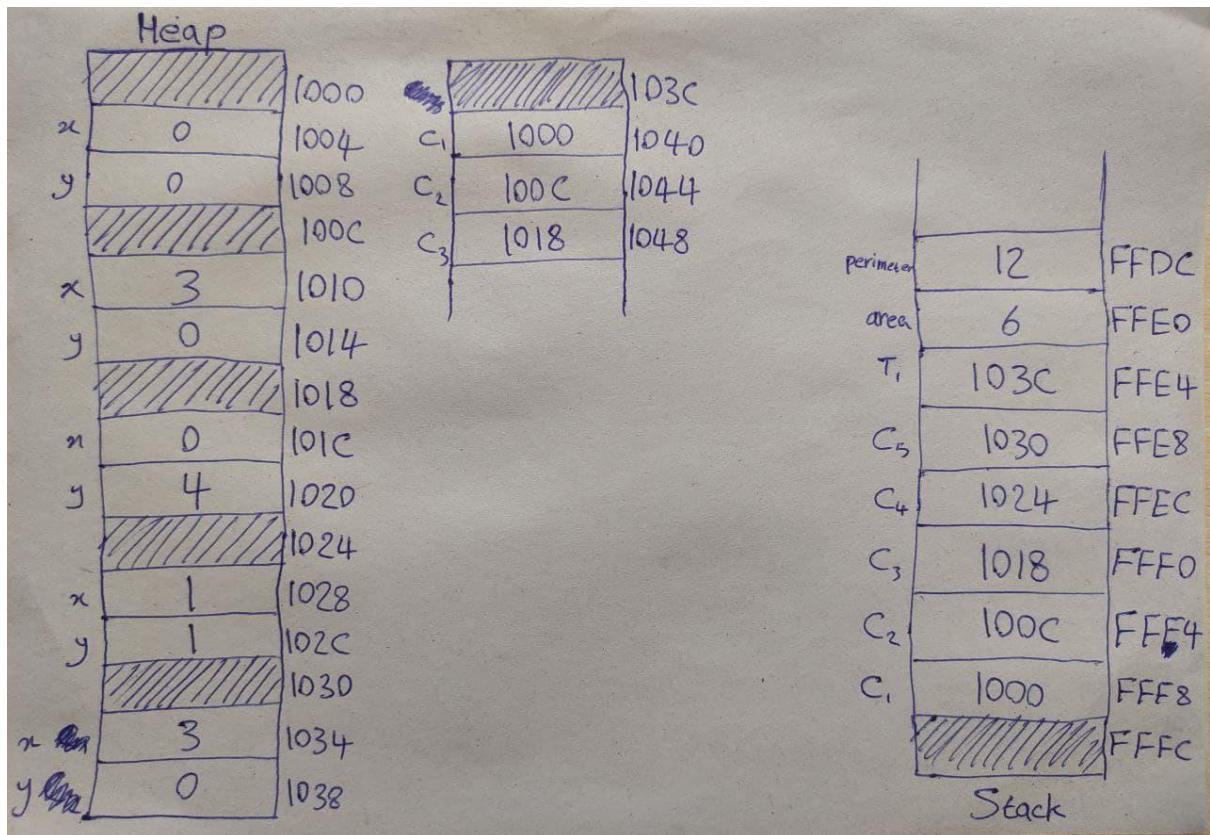 Heap
1000
x 0 1004
y 0 1008
100C
x 3 1010
y 0 1014
1018
x 0 101C
y 4 1020
1024
x 1 1028
y 1 102C
1030
x 3 1034
y 0 1038
103C
C1 1000 1040
C2 100C 1044
C3 1018 1048
perimeter 12 FFDC
area 6 FFE0
T1 103C FFE4
C5 1030 FFE8
C4 1024 FFEC
C3 1018 FFF0
C2 100C FFF4
C1 1000 FFF8
FFFC
Stack